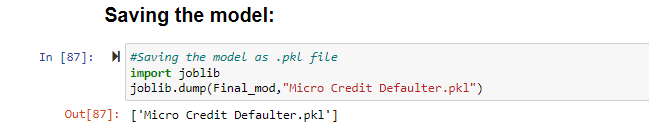 Saving the model:
In [87]: #Saving the model as .pkl file
import joblib
joblib.dump(Final_mod,"Micro Credit Defaulter.pkl")
Out[87]: ['Micro Credit Defaulter.pkl']